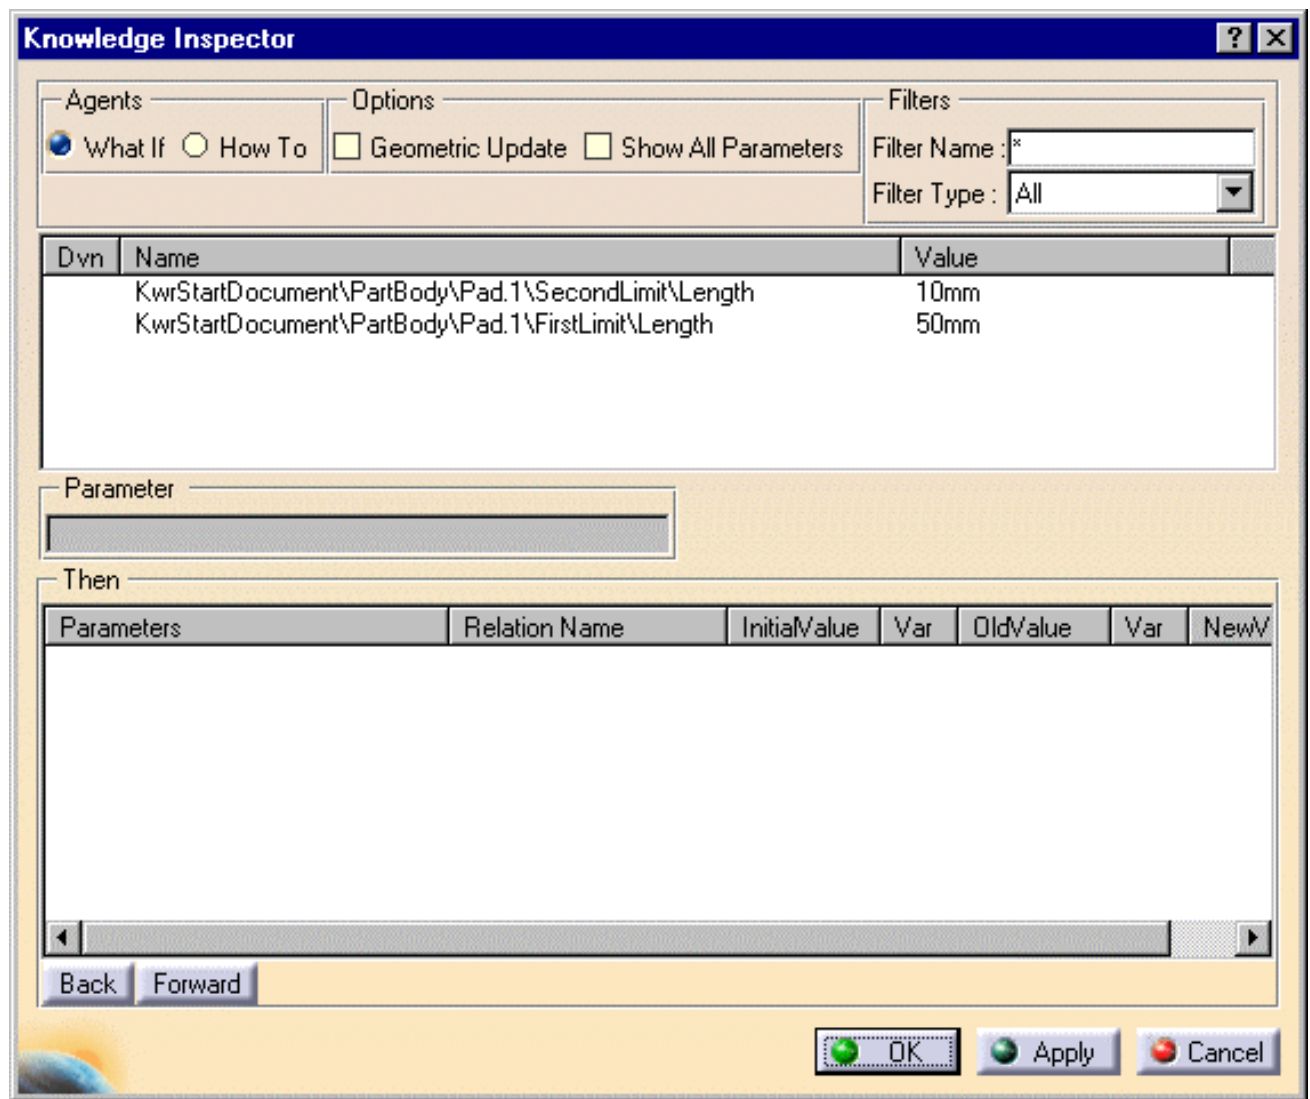 Knowledge Inspector
Agents Options Filters
What If How To Geometric Update Show All Parameters Filter Name : *
Filter Type : All
Dvn Name Value
KwrStartDocument\PartBody\Pad.1\SecondLimit\Length 10mm
KwrStartDocument\PartBody\Pad.1\FirstLimit\Length 50mm
Parameter
Then
Parameters Relation Name InitialValue Var OldValue Var NewV
Back Forward
OK Apply Cancel